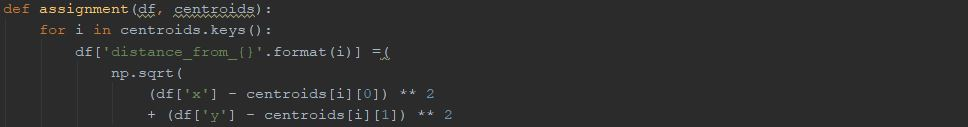 def assignment(df, centroids):
    for i in centroids.keys():
        df['distance_from_{}'.format(i)] =(
            np.sqrt(
                (df['x'] - centroids[i][0]) ** 2
                + (df['y'] - centroids[i][1]) ** 2